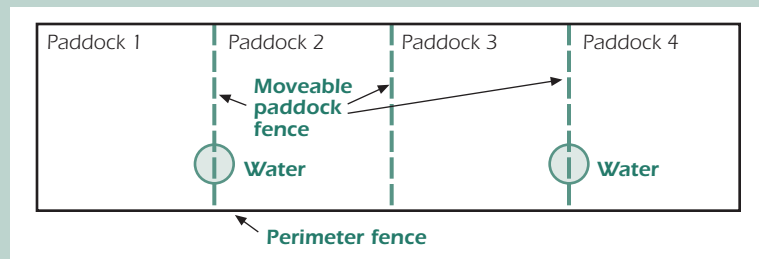 Paddock 1
Paddock 2
Paddock 3
Paddock 4
Moveable
paddock
fence
Water
Water
Perimeter fence